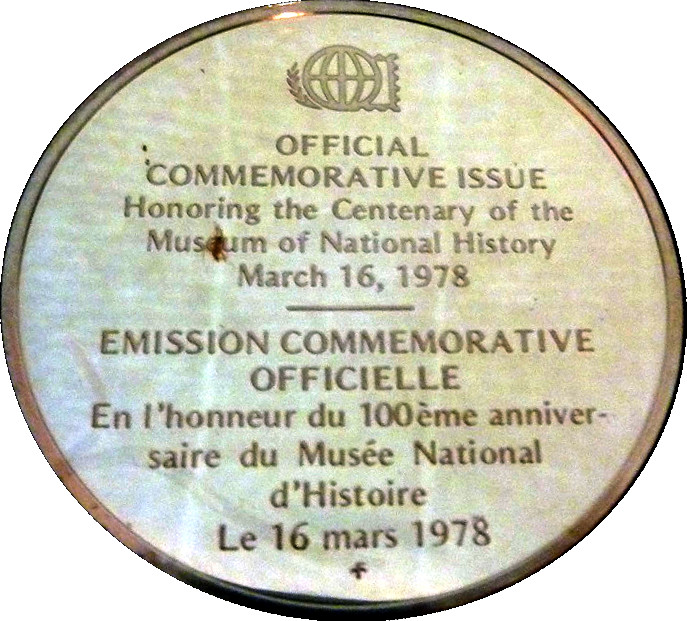 OFFICIAL
COMMEMORATIVE ISSUE
Honoring the Centenary of the
Museum of National History
March 16, 1978
EMISSION COMMEMORATIVE
OFFICIELLE
En l'honneur du 100ème anniver-
saire du Musée National
d'Histoire
Le 16 mars 1978